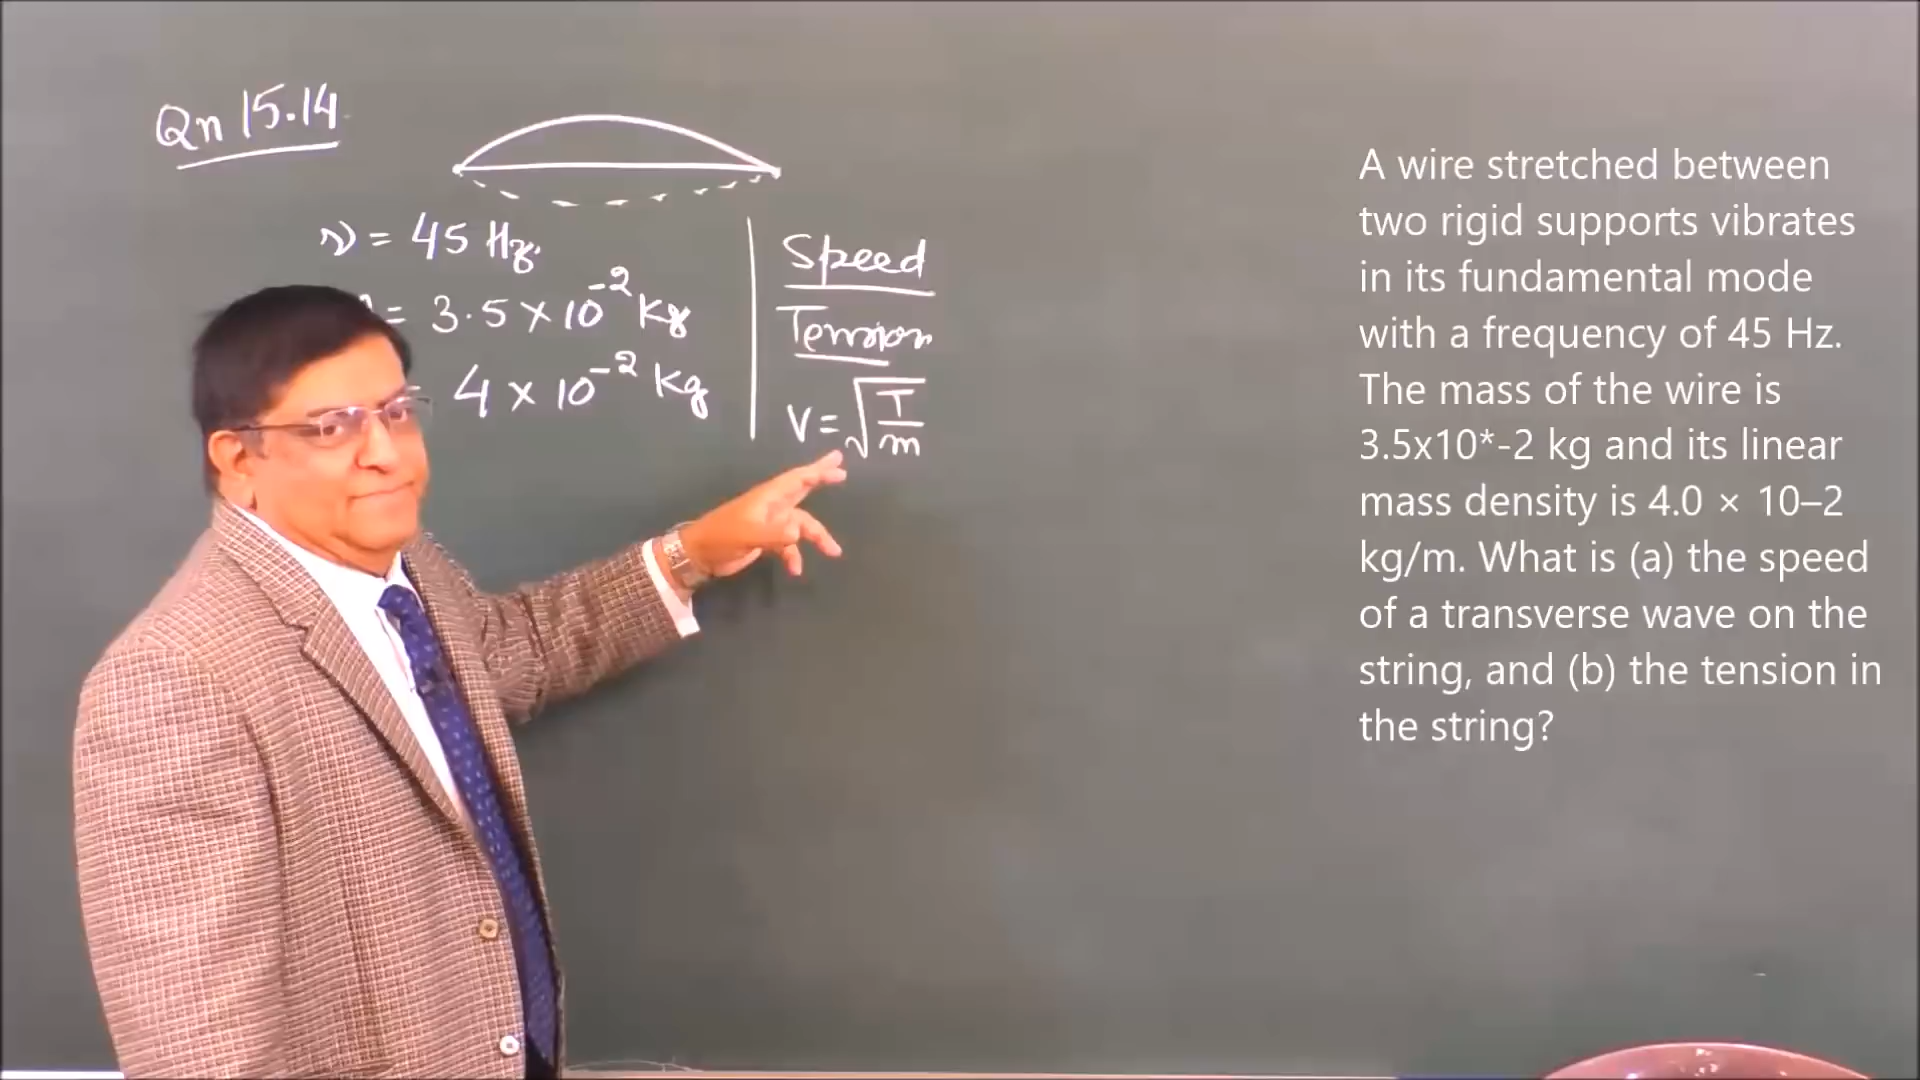 Qn 15.14
ν = 45 Hz
= 3.5 x 10⁻² kg
= 4 x 10⁻² kg
Speed
Tension
V = √T/m
A wire stretched between
two rigid supports vibrates
in its fundamental mode
with a frequency of 45 Hz.
The mass of the wire is
3.5x10*-2 kg and its linear
mass density is 4.0 × 10–2
kg/m. What is (a) the speed
of a transverse wave on the
string, and (b) the tension in
the string?